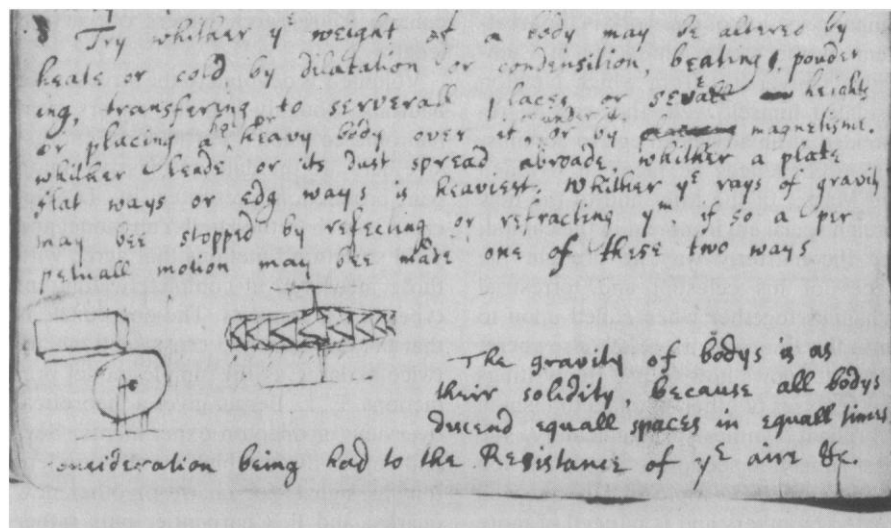 Try whither yᵉ weight of a body may be altered by
heate or cold by dilatation or condensition, beating, powder
ing, transfering to serverall places or severall heights
or placing a hot or heavy body over it or under it, or by magnetisme.
whither leade or its dust spread abroade, whither a plate
flat ways or edg ways is heaviest. Whither yᵉ rays of gravity
may bee stopped by reflecting or refracting yᵐ, if so a per
petuall motion may be made one of these two ways
The gravity of bodys is as
their solidity, because all bodys
descend equall spaces in equall times
consideration being had to the Resistance of yᵉ aire &c.